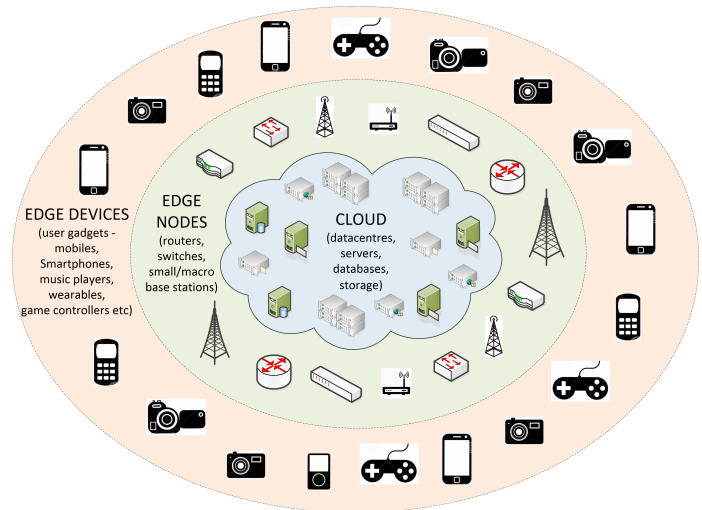 EDGE DEVICES
(user gadgets -
mobiles,
Smartphones,
music players,
wearables,
game controllers etc)
EDGE
NODES
(routers,
switches,
small/macro
base stations)
CLOUD
(datacentres,
servers,
databases,
storage)